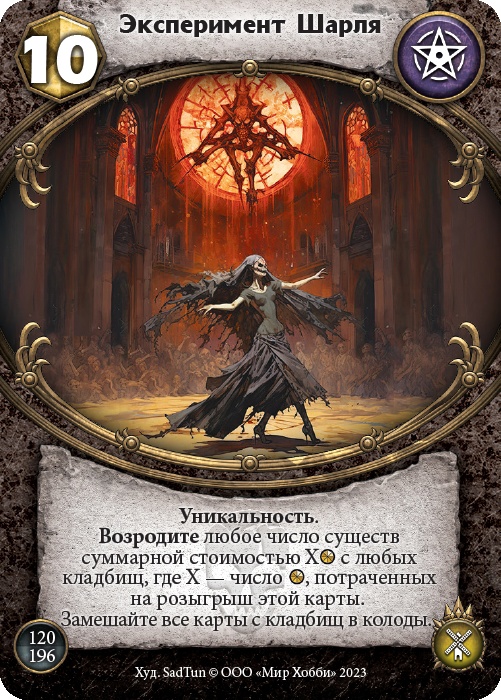 Эксперимент Шарля
10
Уникальность.
Возродите любое число существ
суммарной стоимостью X с любых
кладбищ, где X — число , потраченных
на розыгрыш этой карты.
Замешайте все карты с кладбищ в колоды.
120
196
Худ. SadTun © ООО «Мир Хобби» 2023